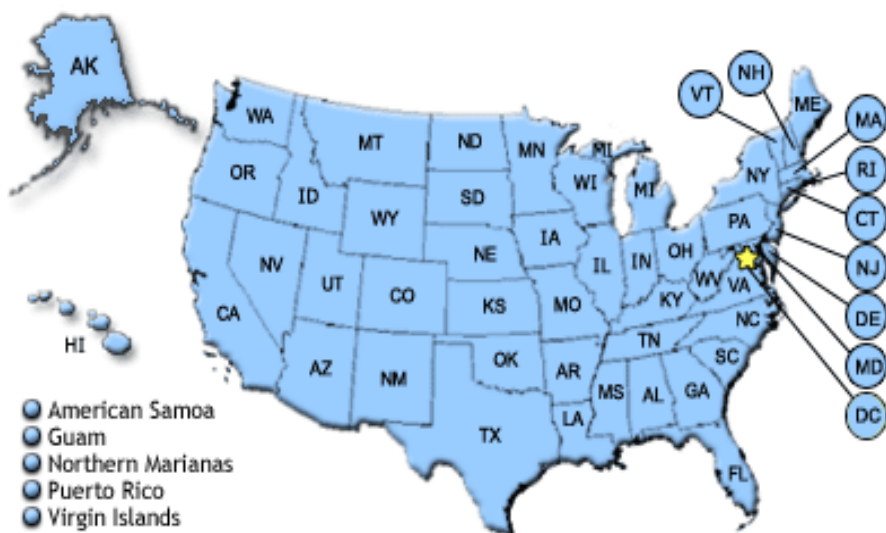 AK
NH
VT
ME
WA
MA
MT
ND
MN
MI
OR
RI
NY
ID
SD
WI
MI
WY
CT
PA
IA
NE
OH
NJ
NV
IL
IN
UT
WV
VA
CO
CA
KS
MO
KY
DE
NC
HI
TN
OK
SC
AZ
NM
AR
MD
MS
AL
GA
DC
TX
LA
FL
American Samoa
Guam
Northern Marianas
Puerto Rico
Virgin Islands